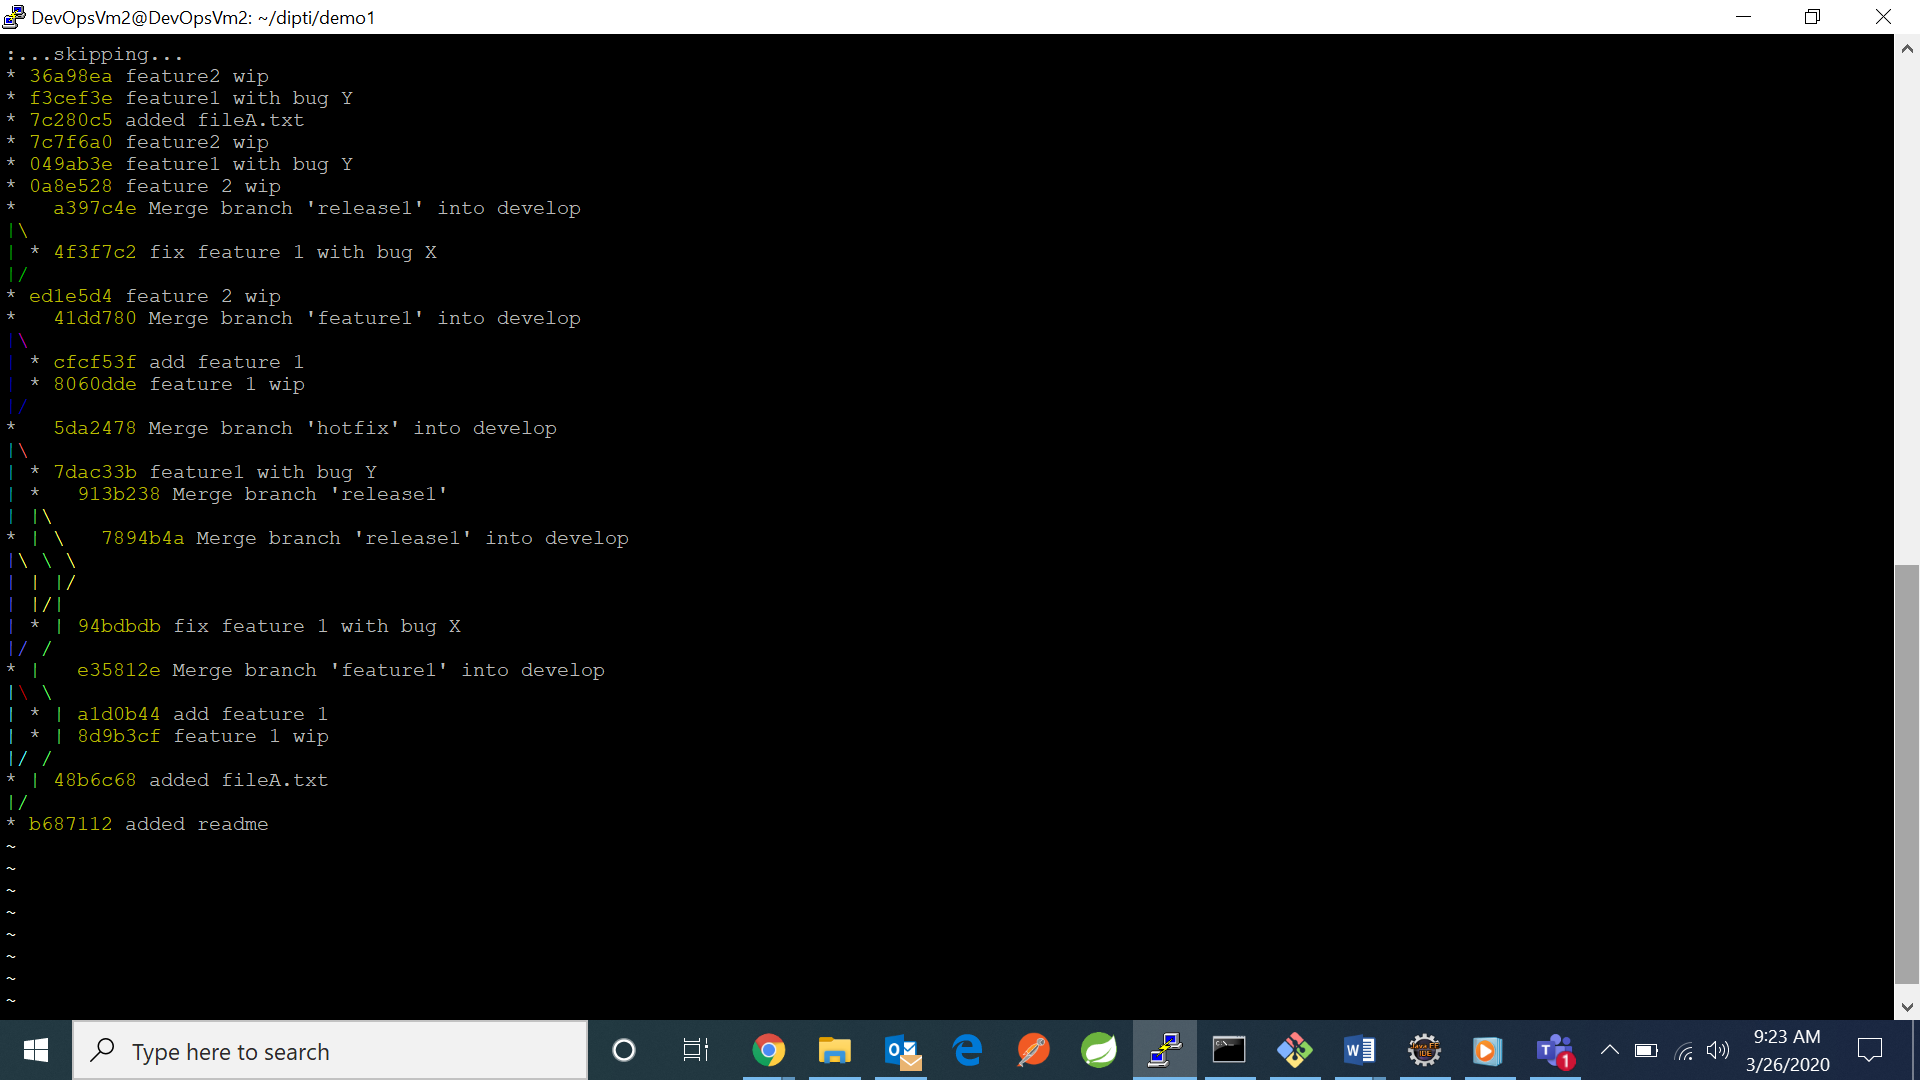 DevOpsVm2@DevOpsVm2: ~/dipti/demo1
:...skipping...
* 36a98ea feature2 wip
* f3cef3e feature1 with bug Y
* 7c280c5 added fileA.txt
* 7c7f6a0 feature2 wip
* 049ab3e feature1 with bug Y
* 0a8e528 feature 2 wip
*   a397c4e Merge branch 'release1' into develop
|\
| * 4f3f7c2 fix feature 1 with bug X
|/
* ed1e5d4 feature 2 wip
*   41dd780 Merge branch 'feature1' into develop
|\
| * cfcf53f add feature 1
| * 8060dde feature 1 wip
|/
*   5da2478 Merge branch 'hotfix' into develop
|\
| * 7dac33b feature1 with bug Y
| *   913b238 Merge branch 'release1'
| |\
* | \   7894b4a Merge branch 'release1' into develop
|\ \ \
| | |/
| |/|
| * | 94bdbdb fix feature 1 with bug X
|/ /
* |   e35812e Merge branch 'feature1' into develop
|\ \
| * | a1d0b44 add feature 1
| * | 8d9b3cf feature 1 wip
|/ /
* | 48b6c68 added fileA.txt
|/
* b687112 added readme
~
~
~
~
~
~
~
~
Type here to search
9:23 AM
3/26/2020
1